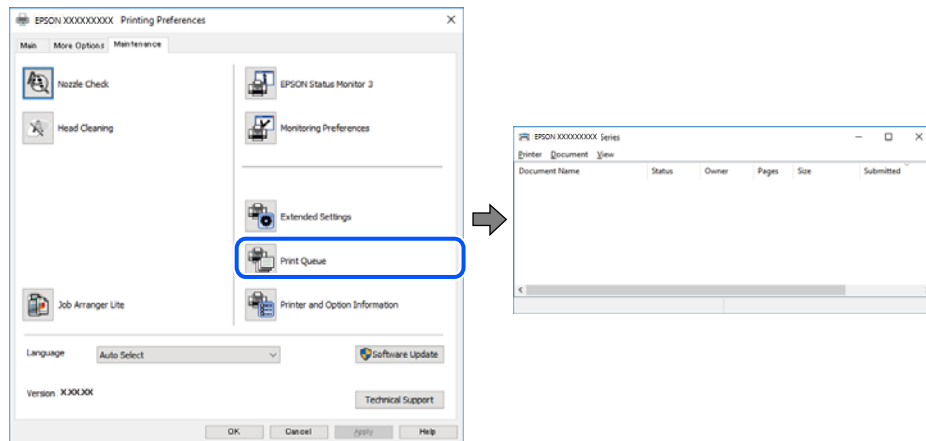 EPSON XXXXXXXXX Printing Preferences
Main More Options Maintenance
Nozzle Check
Head Cleaning
Job Arranger Lite
EPSON Status Monitor 3
Monitoring Preferences
Extended Settings
Print Queue
Printer and Option Information
Language Auto Select
Software Update
Version X.XX.XX
Technical Support
OK Cancel Apply Help
EPSON XXXXXXXXX Series
Printer Document View
Document Name Status Owner Pages Size Submitted